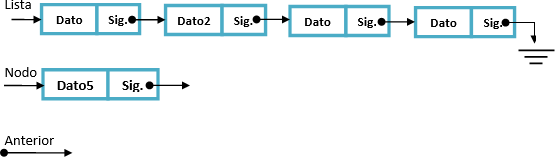 Lista
Dato Sig. Dato2 Sig. Dato Sig. Dato Sig.
Nodo
Dato5 Sig.
Anterior